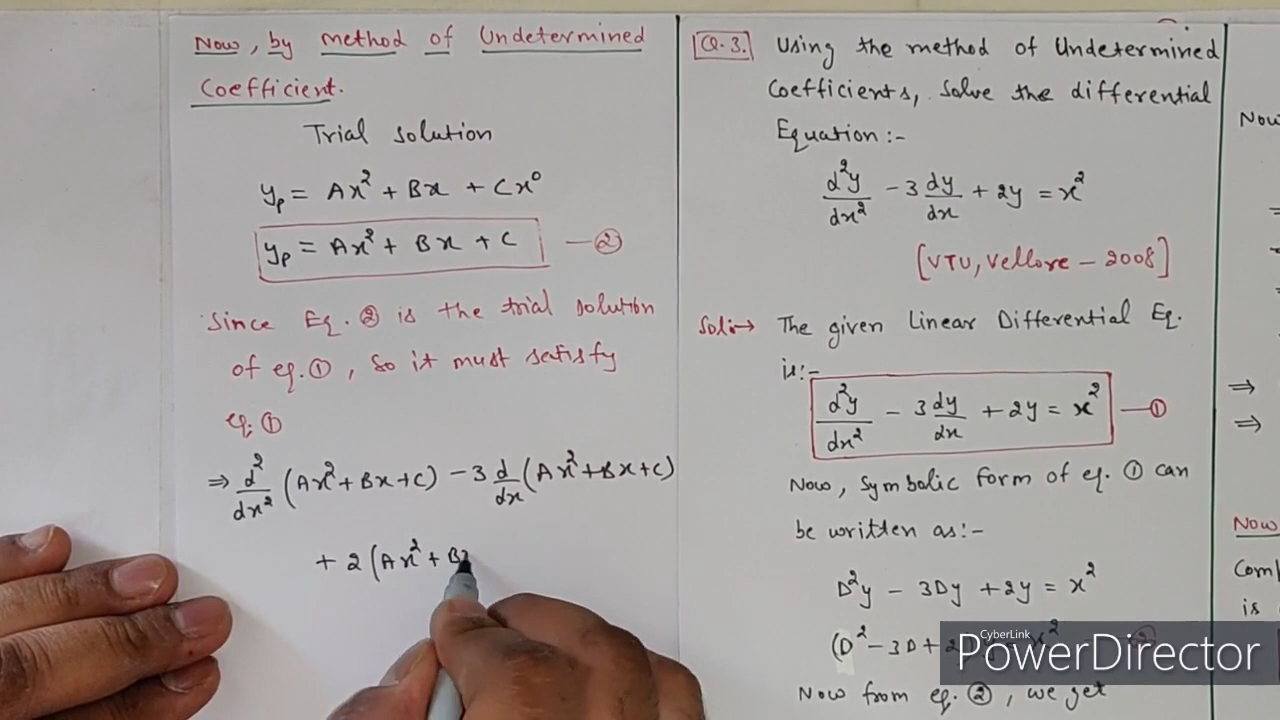 Now, by method of Undetermined
Coefficient.
Trial solution
yₚ = Ax² + Bx + Cx⁰
yₚ = Ax² + Bx + C —②
Since Eq. ② is the trial solution
of eq. ①, so it must satisfy
eq. ①
⇒ d²/dx² (Ax² + Bx + C) − 3 d/dx (Ax² + Bx + C)
+ 2 (Ax² + B
Q.3. Using the method of Undetermined
Coefficients, Solve the differential
Equation:-
d²y/dx² − 3 dy/dx + 2y = x²
[VTU, Vellore – 2008]
Sol:→ The given Linear Differential Eq.
is:-
d²y/dx² − 3 dy/dx + 2y = x² —①
Now, Symbolic form of eq. ① can
be written as:-
D²y − 3Dy + 2y = x²
(D² − 3D +
Now from eq. ②, we get
Now
⇒
⇒
Now
Com
is
CyberLink
PowerDirector